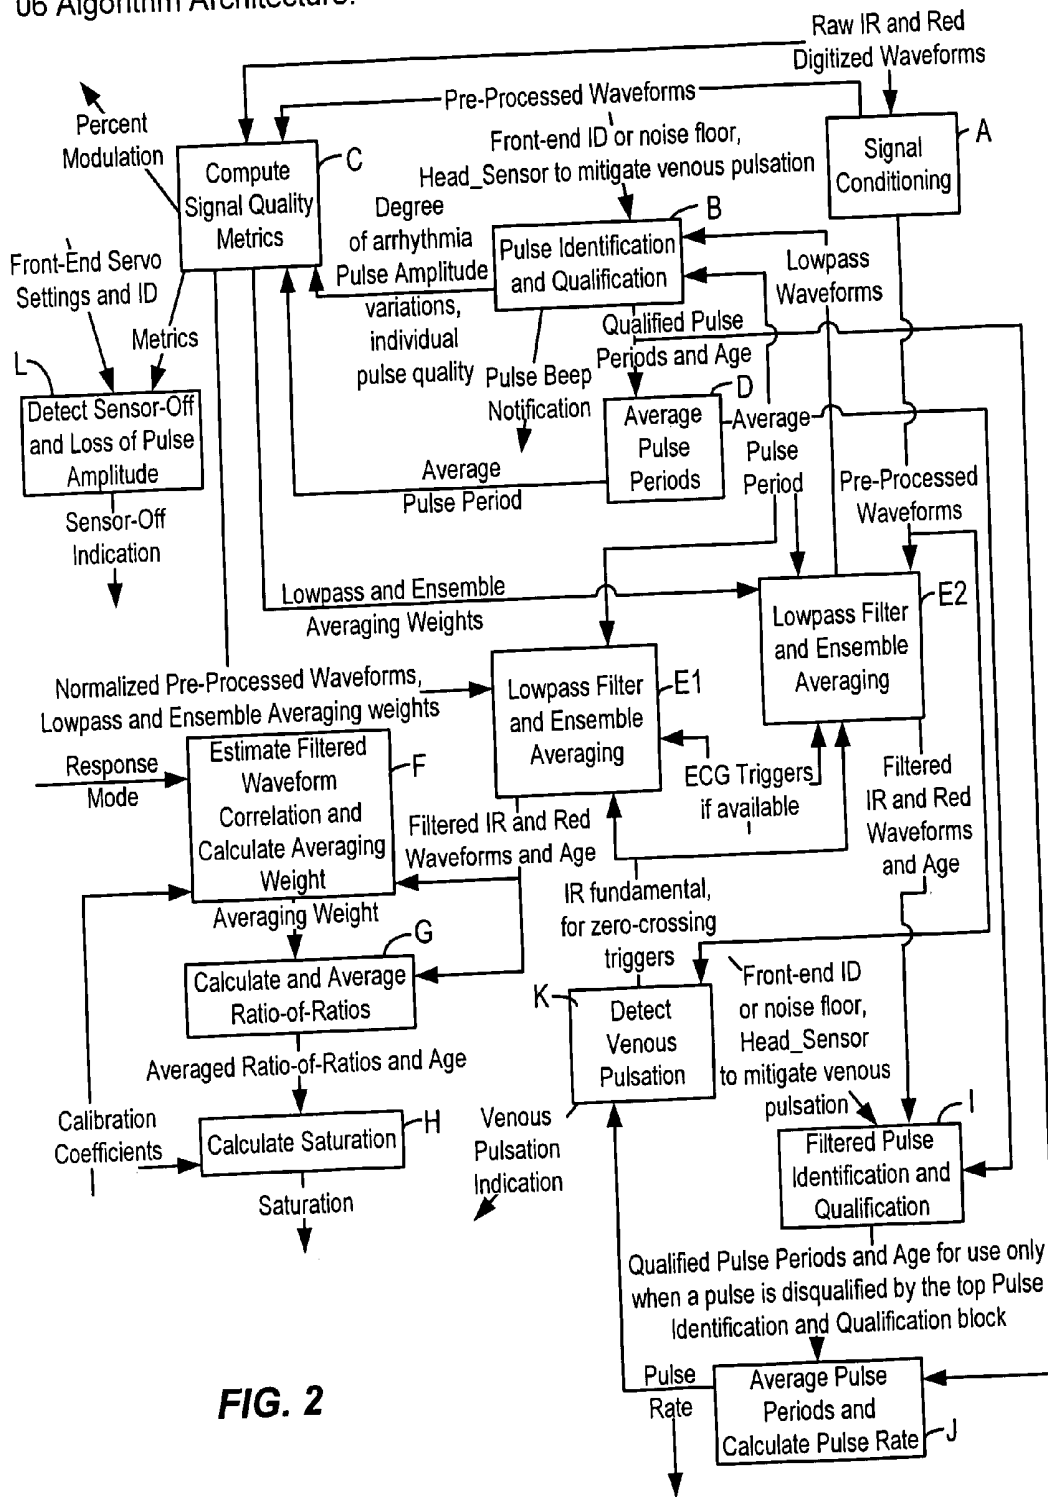 06 Algorithm Architecture.
Raw IR and Red
Digitized Waveforms
Pre-Processed Waveforms
Percent
Modulation
Front-end ID or noise floor,
Head_Sensor to mitigate venous pulsation
A
Signal
Conditioning
C
Compute
Signal Quality
Metrics
Degree
of arrhythmia
Pulse Amplitude
variations,
individual
pulse quality
B
Pulse Identification
and Qualification
Lowpass
Waveforms
Front-End Servo
Settings and ID
Metrics
Qualified Pulse
Periods and Age
L
Detect Sensor-Off
and Loss of Pulse
Amplitude
Pulse Beep
Notification
D
Average
Pulse
Periods
Average
Pulse
Period
Average
Pulse Period
Pre-Processed
Waveforms
Sensor-Off
Indication
Lowpass and Ensemble
Averaging Weights
E2
Lowpass Filter
and Ensemble
Averaging
Normalized Pre-Processed Waveforms,
Lowpass and Ensemble Averaging weights
E1
Lowpass Filter
and Ensemble
Averaging
Response
Mode
F
Estimate Filtered
Waveform
Correlation and
Calculate Averaging
Weight
ECG Triggers
if available
Filtered
IR and Red
Waveforms
and Age
Filtered IR and Red
Waveforms and Age
IR fundamental,
for zero-crossing
triggers
Averaging Weight
G
Calculate and Average
Ratio-of-Ratios
K
Detect
Venous
Pulsation
Front-end ID
or noise floor,
Head_Sensor
to mitigate venous
pulsation
Averaged Ratio-of-Ratios and Age
Calibration
Coefficients
H
Calculate Saturation
Venous
Pulsation
Indication
I
Filtered Pulse
Identification and
Qualification
Saturation
Qualified Pulse Periods and Age for use only
when a pulse is disqualified by the top Pulse
Identification and Qualification block
Pulse
Rate
Average Pulse
Periods and
Calculate Pulse Rate
J
FIG. 2